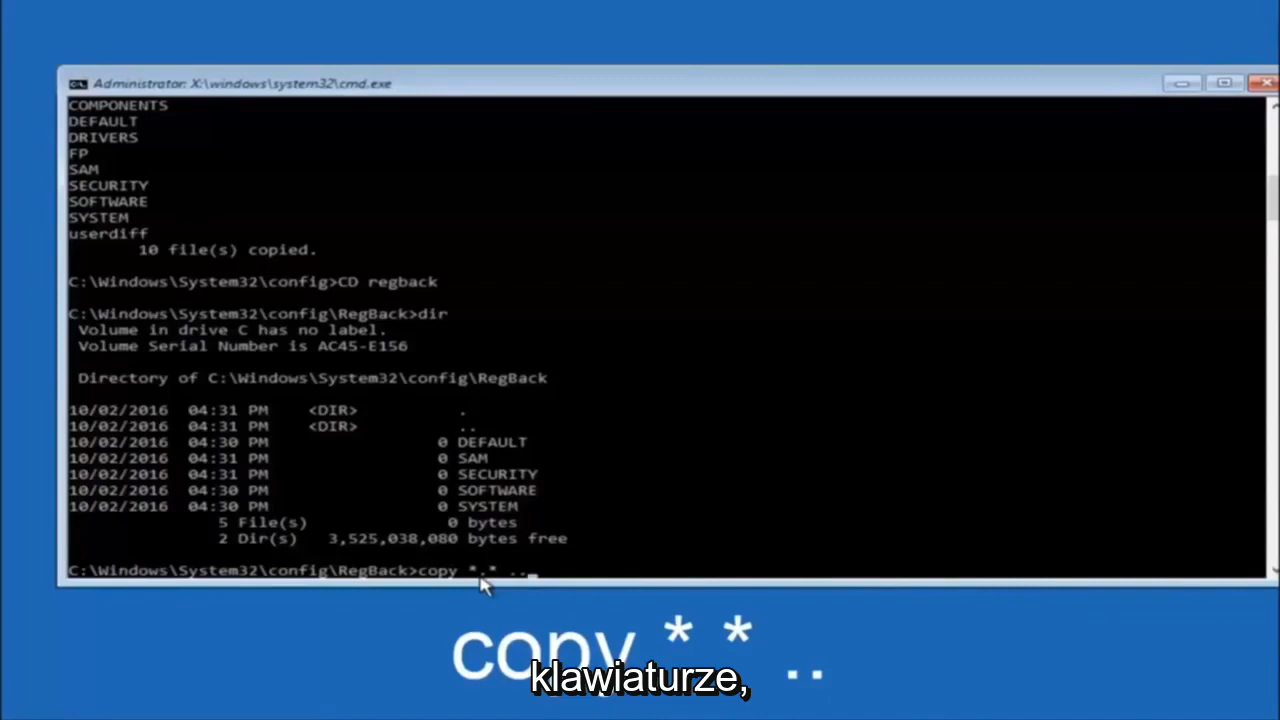 Administrator: X:\windows\system32\cmd.exe
COMPONENTS
DEFAULT
DRIVERS
FP
SAM
SECURITY
SOFTWARE
SYSTEM
userdiff
10 file(s) copied.
C:\Windows\System32\config>CD regback
C:\Windows\System32\config\RegBack>dir
Volume in drive C has no label.
Volume Serial Number is AC45-E156
Directory of C:\Windows\System32\config\RegBack
10/02/2016 04:31 PM <DIR> .
10/02/2016 04:31 PM <DIR> ..
10/02/2016 04:30 PM 0 DEFAULT
10/02/2016 04:31 PM 0 SAM
10/02/2016 04:31 PM 0 SECURITY
10/02/2016 04:30 PM 0 SOFTWARE
10/02/2016 04:30 PM 0 SYSTEM
5 File(s) 0 bytes
2 Dir(s) 3,525,038,080 bytes free
C:\Windows\System32\config\RegBack>copy *.* .._
copy * * ..
klawiaturze,